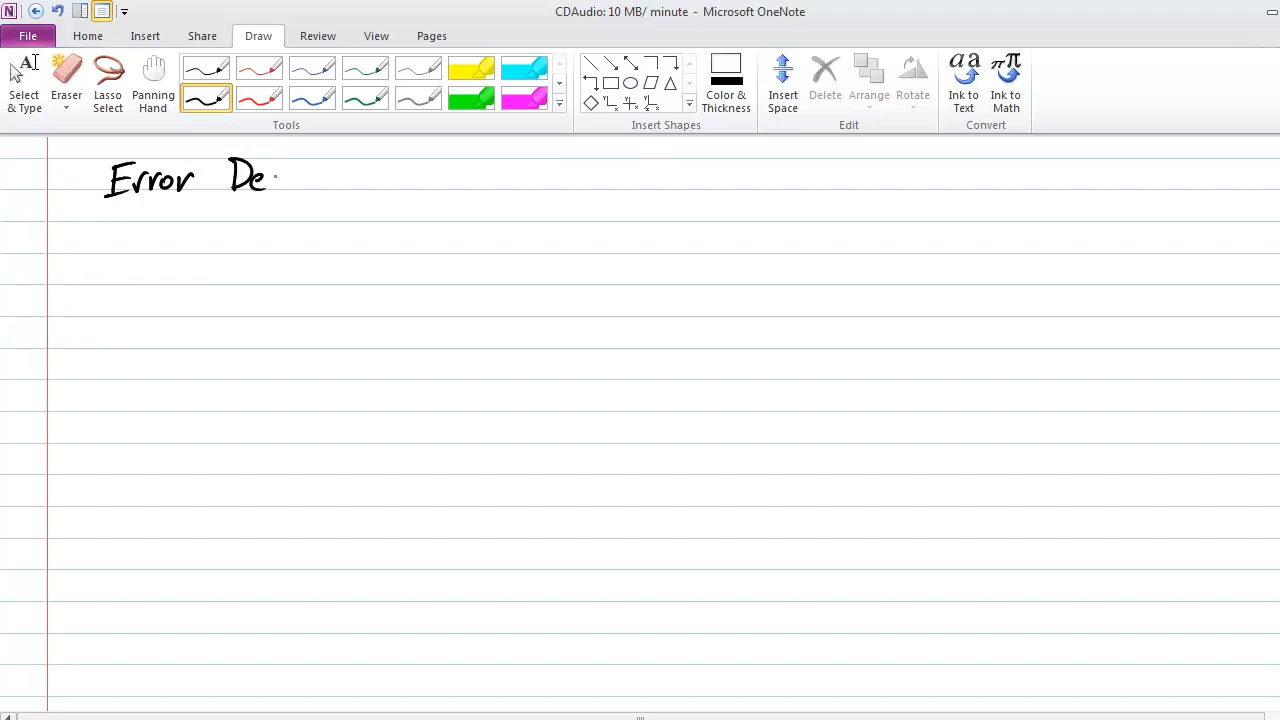 CDAudio: 10 MB/ minute - Microsoft OneNote
File Home Insert Share Draw Review View Pages
Select & Type
Eraser
Lasso Select
Panning Hand
Color & Thickness
Insert Space
Delete
Arrange
Rotate
Ink to Text
Ink to Math
Tools Insert Shapes Edit Convert
Error De